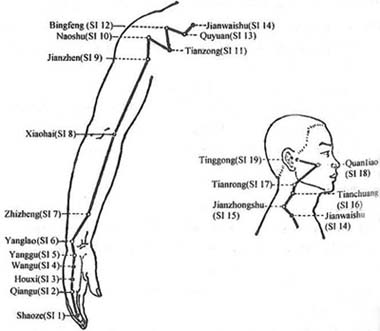 Bingfeng (SI 12)
Naoshu (SI 10)
Jianzhen (SI 9)
Jianwaishu (SI 14)
Quyuan (SI 13)
Tianzong (SI 11)
Xiaohai(SI 8)
Zhizheng(SI 7)
Yanglao (SI 6)
Yanggu (SI 5)
Wangu (SI 4)
Houxi (SI 3)
Qiangu (SI 2)
Shaoze (SI 1)
Tinggong (SI 19)
Tianrong (SI 17)
Jianzhongshu
(SI 15)
Quanliao
(SI 18)
Tianchuang
(SI 16)
Jianwaishu
(SI 14)